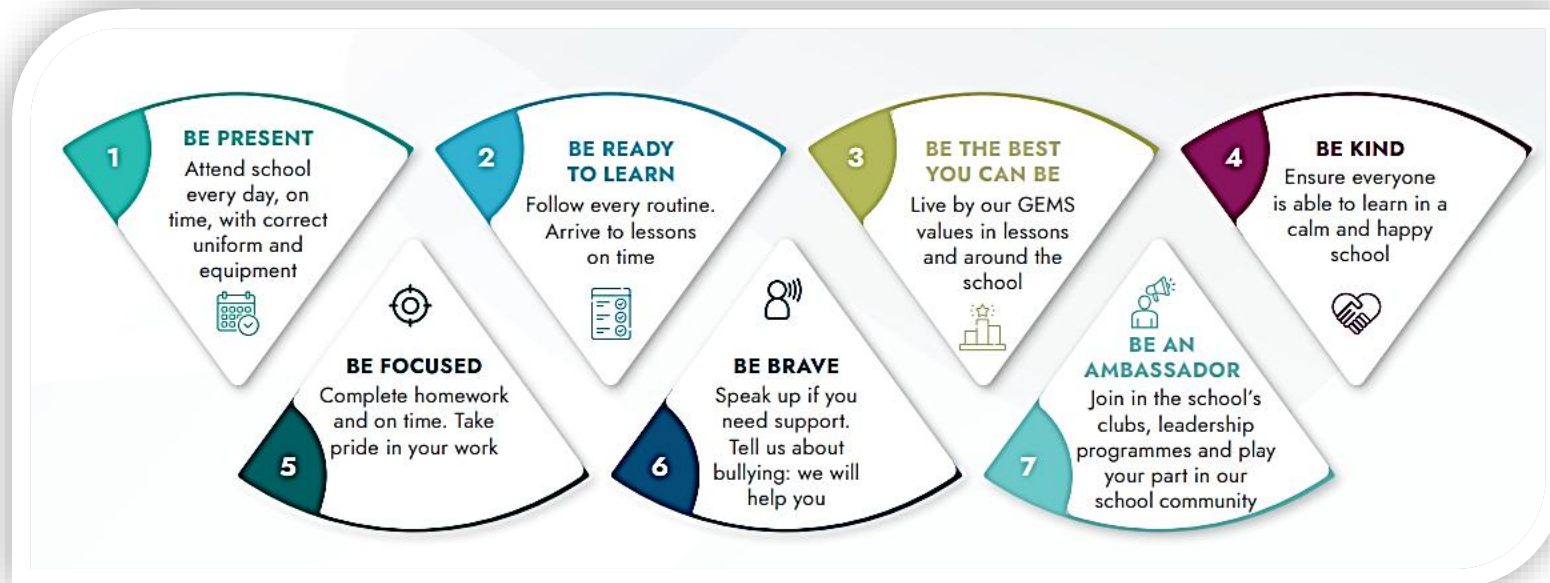 1
BE PRESENT
Attend school
every day, on
time, with correct
uniform and
equipment
2
BE READY
TO LEARN
Follow every routine.
Arrive to lessons
on time
3
BE THE BEST
YOU CAN BE
Live by our GEMS
values in lessons
and around the
school
4
BE KIND
Ensure everyone
is able to learn in a
calm and happy
school
5
BE FOCUSED
Complete homework
and on time. Take
pride in your work
6
BE BRAVE
Speak up if you
need support.
Tell us about
bullying: we will
help you
7
BE AN
AMBASSADOR
Join in the school's
clubs, leadership
programmes and play
your part in our
school community